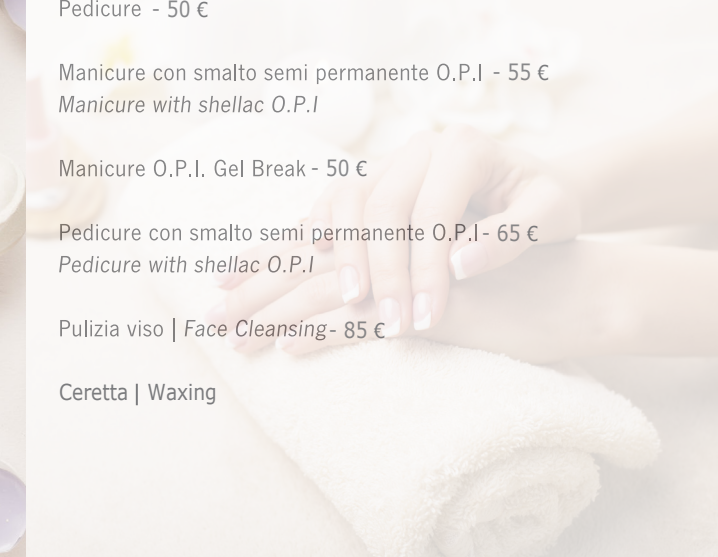 Pedicure - 50 €
Manicure con smalto semi permanente O.P.I - 55 €
Manicure with shellac O.P.I
Manicure O.P.I. Gel Break - 50 €
Pedicure con smalto semi permanente O.P.I - 65 €
Pedicure with shellac O.P.I
Pulizia viso | Face Cleansing - 85 €
Ceretta | Waxing